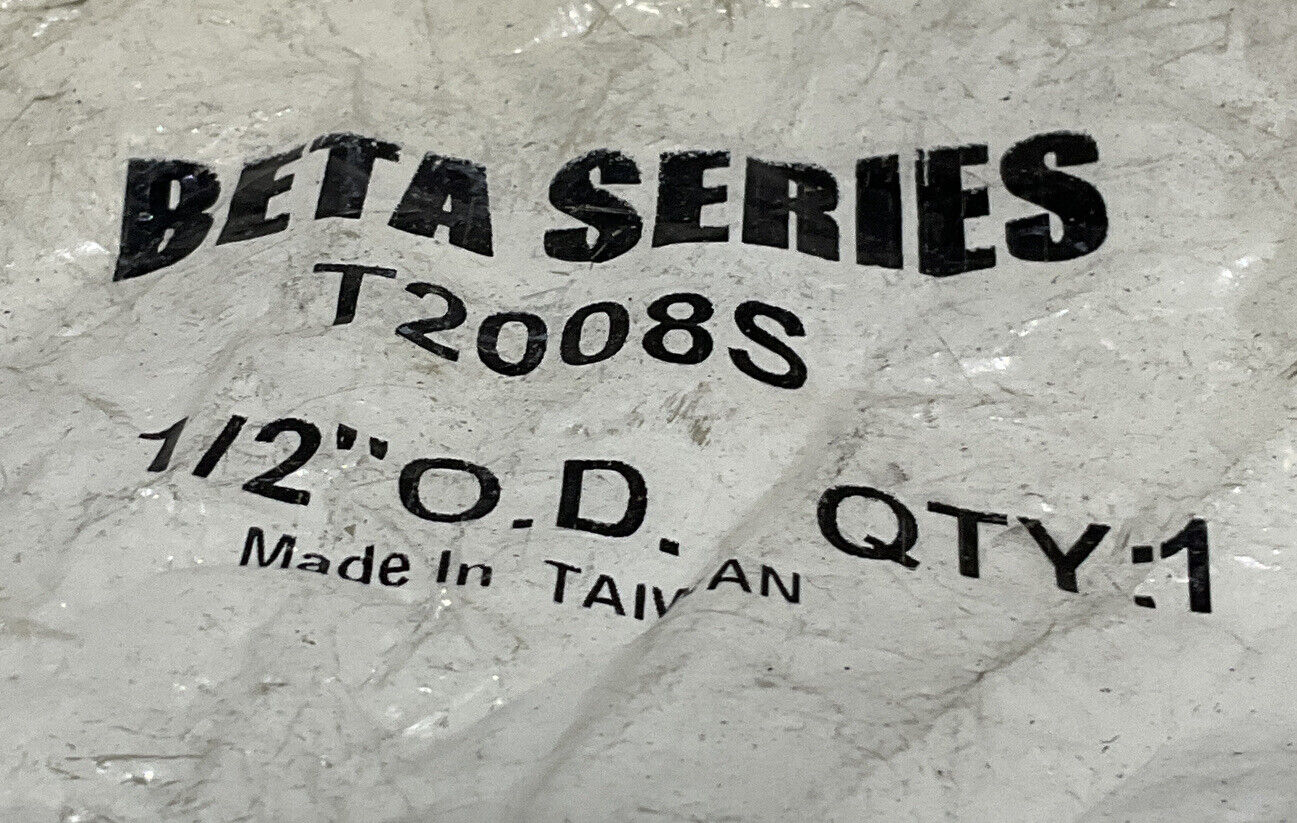 BETA SERIES
T2008S
1/2"O.D. QTY:1
Made In TAIWAN